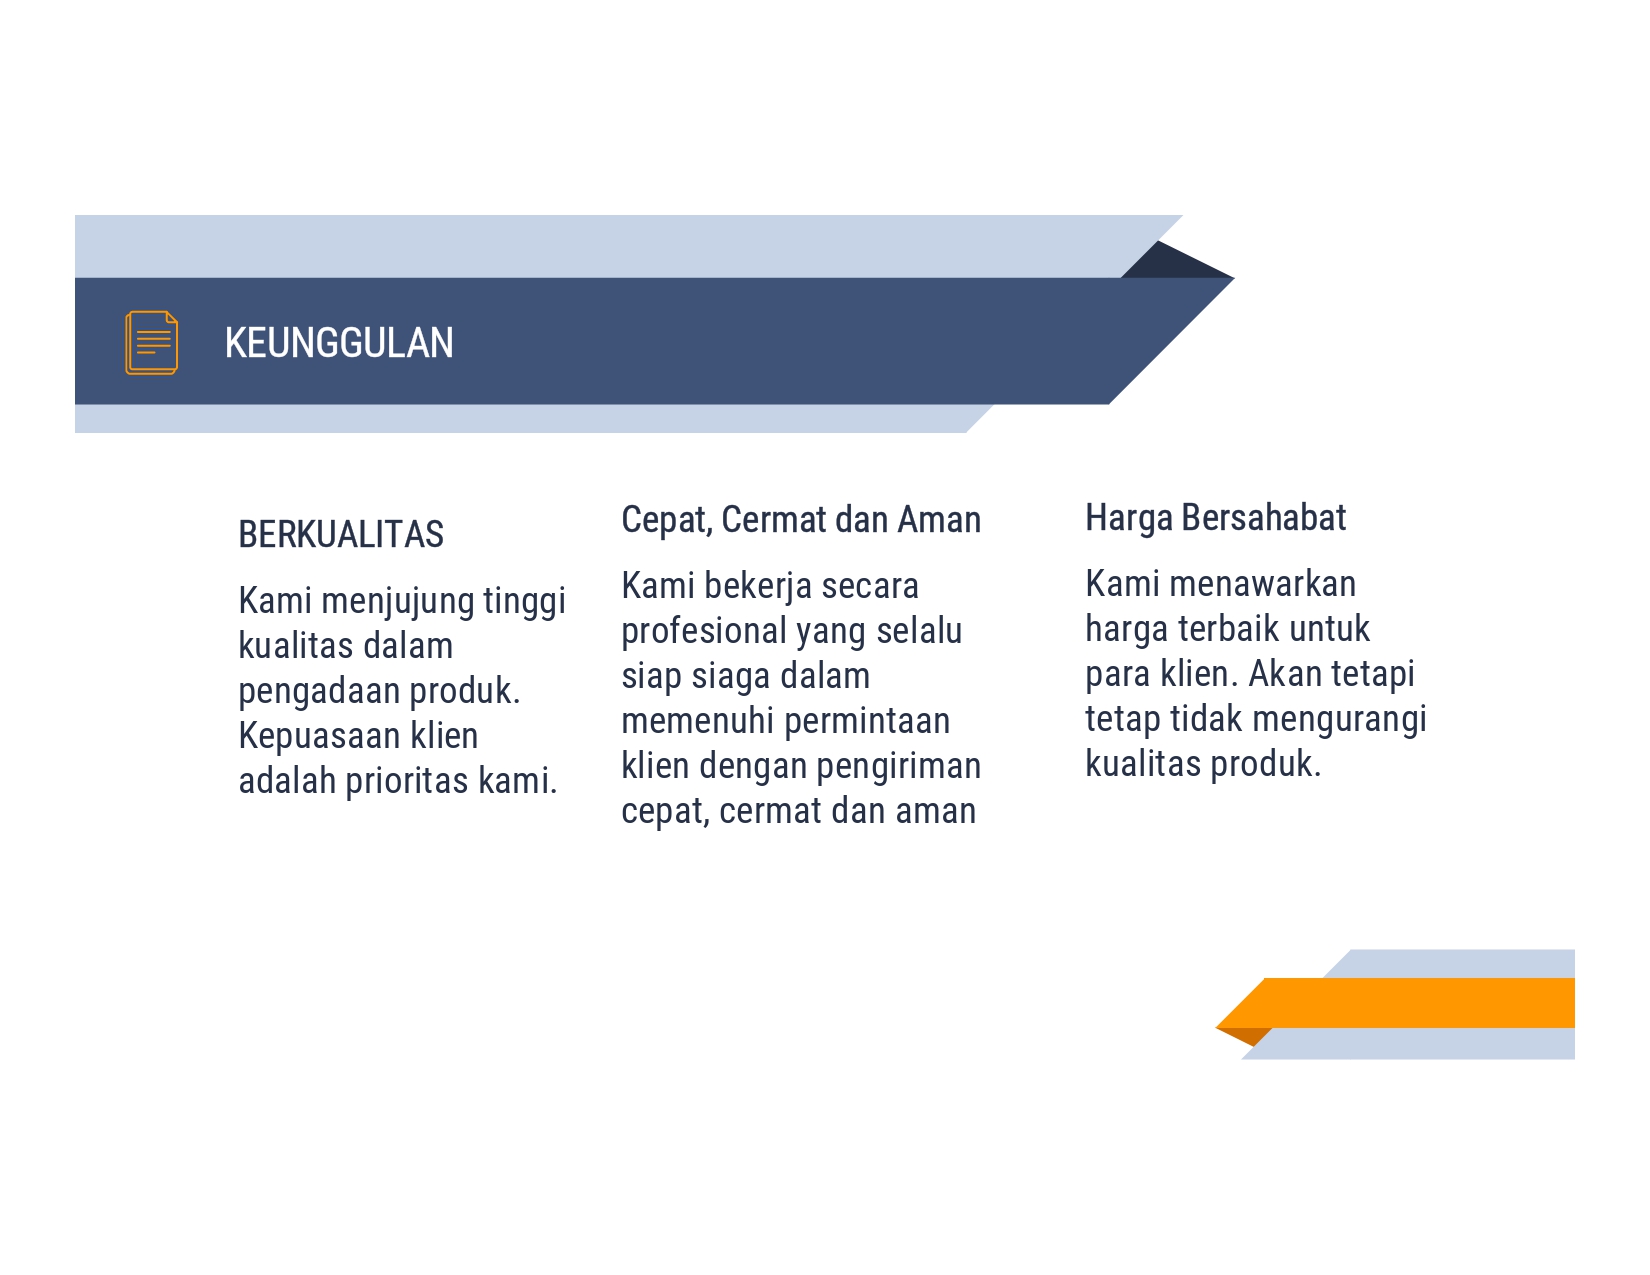 KEUNGGULAN
BERKUALITAS
Kami menjujung tinggi
kualitas dalam
pengadaan produk.
Kepuasaan klien
adalah prioritas kami.
Cepat, Cermat dan Aman
Kami bekerja secara
profesional yang selalu
siap siaga dalam
memenuhi permintaan
klien dengan pengiriman
cepat, cermat dan aman
Harga Bersahabat
Kami menawarkan
harga terbaik untuk
para klien. Akan tetapi
tetap tidak mengurangi
kualitas produk.